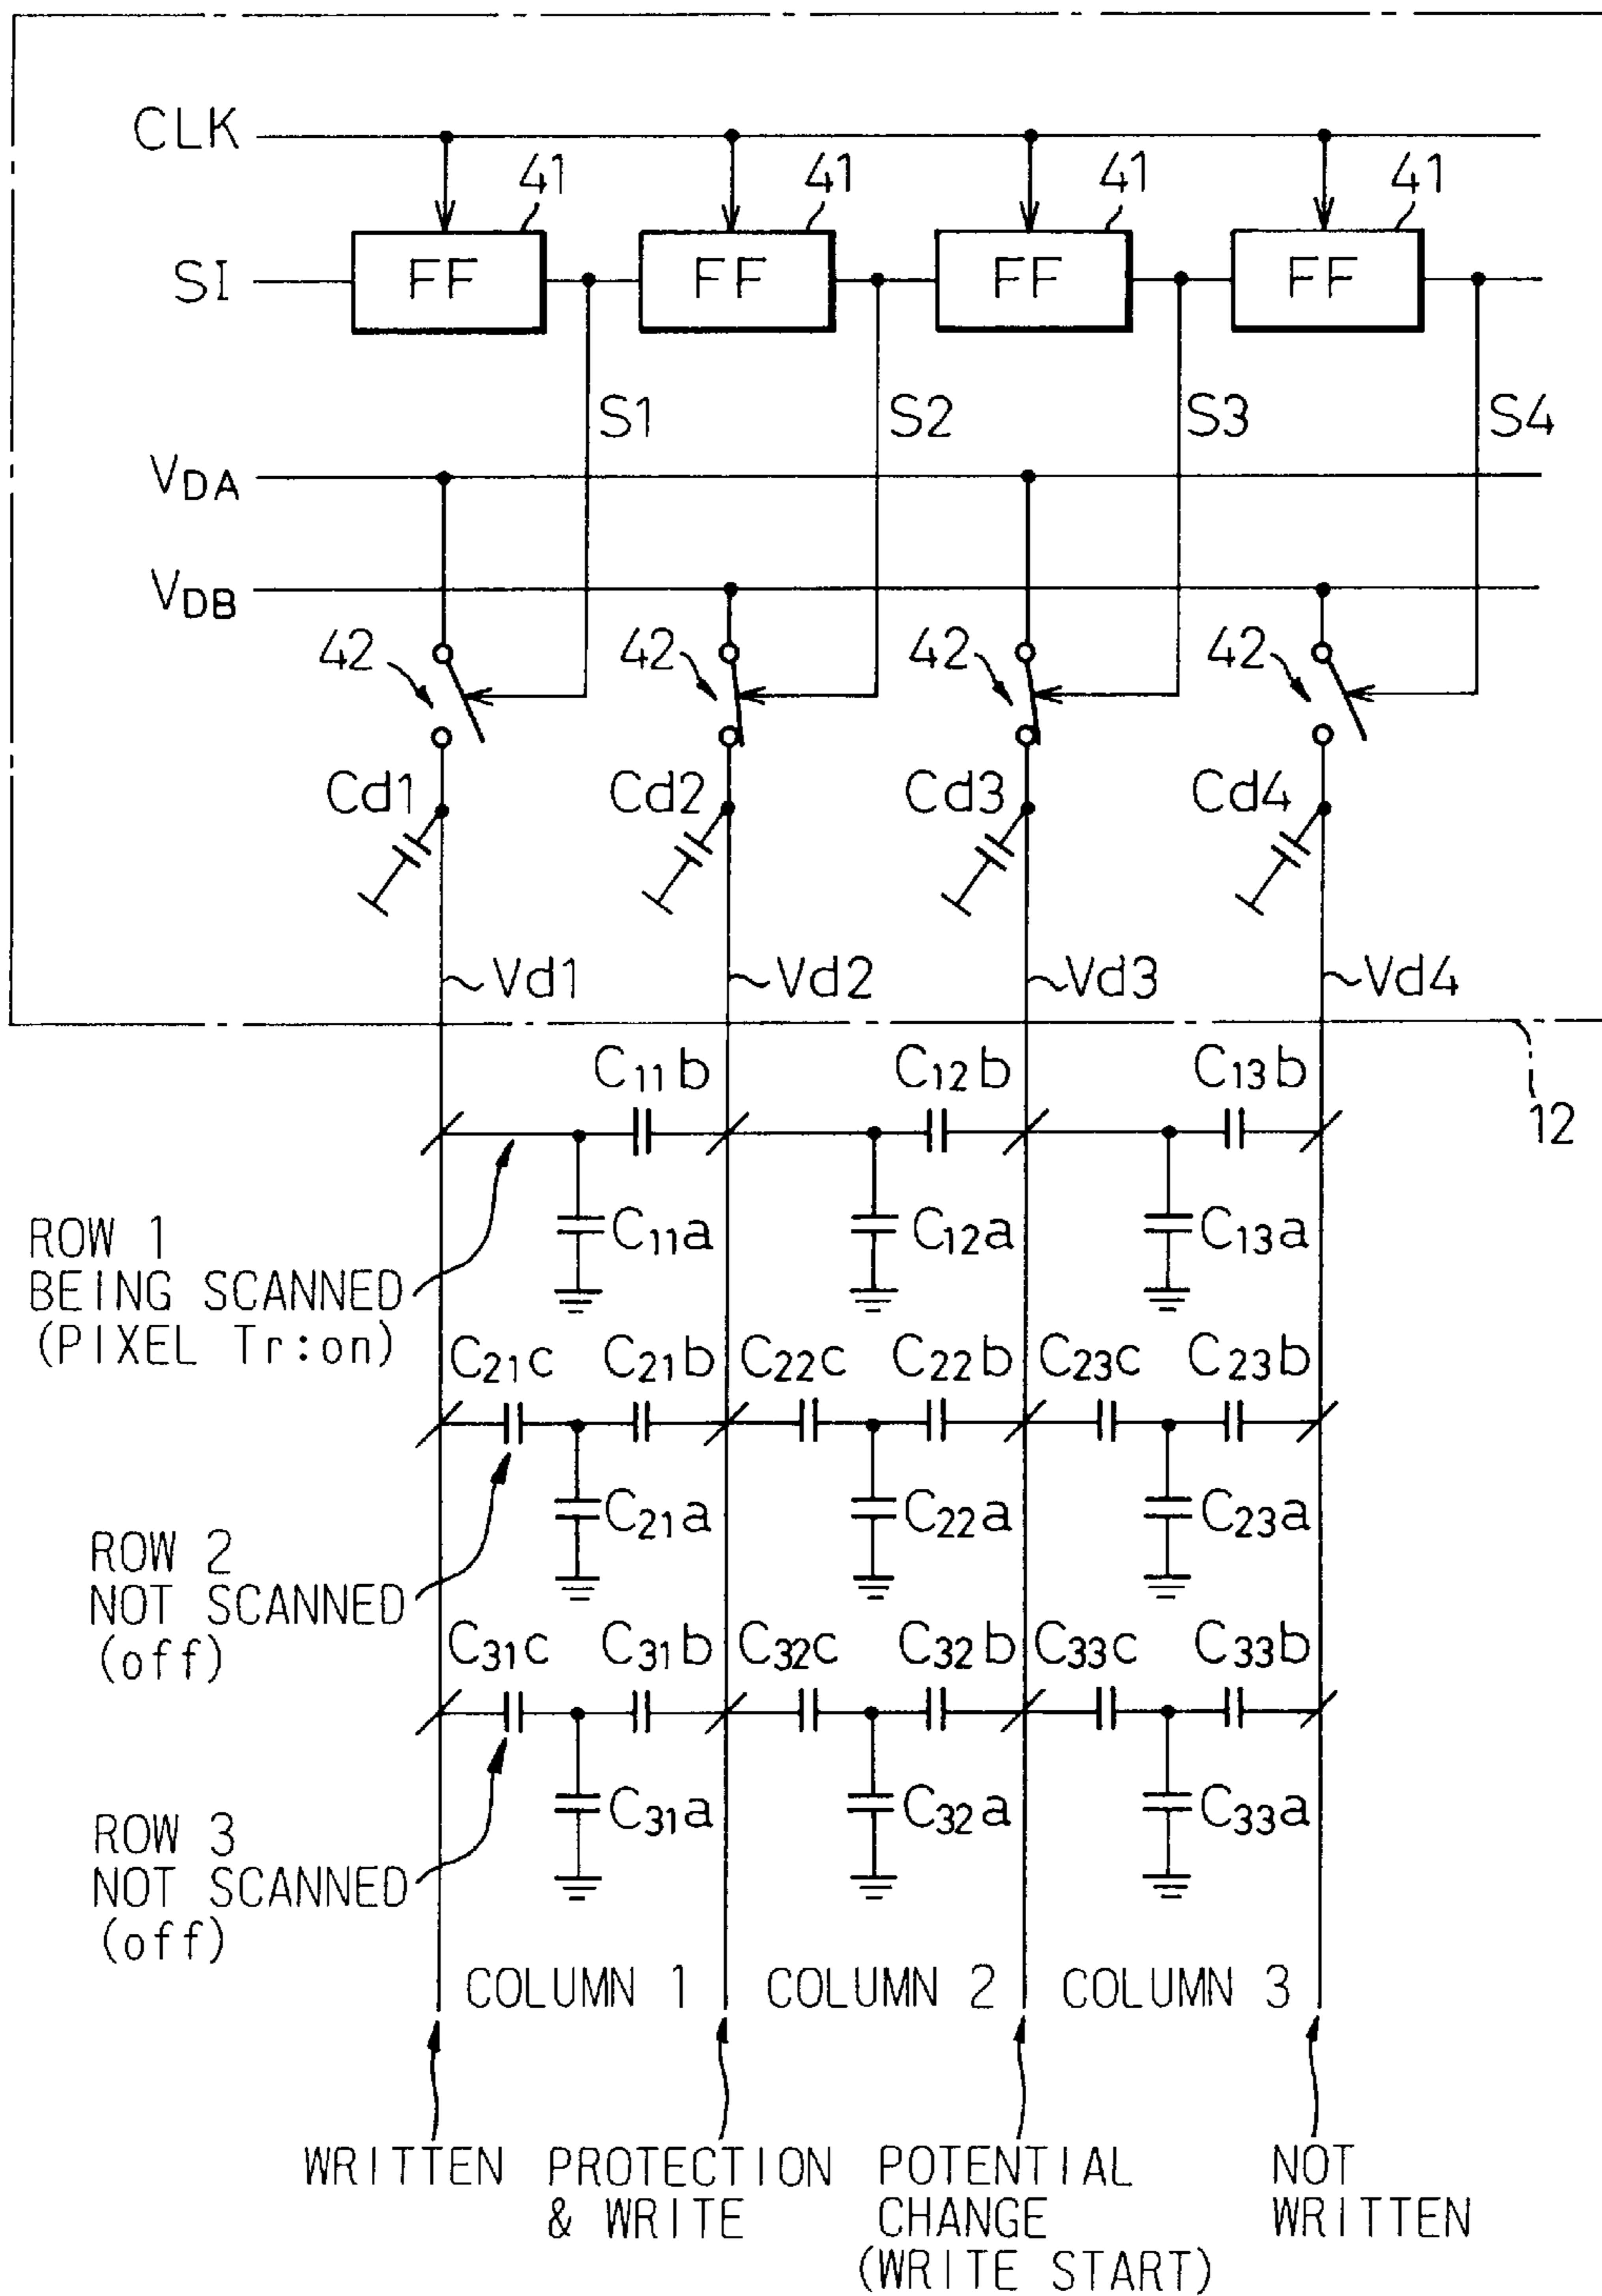 CLK
41 41 41 41
SI FF FF FF FF
S1 S2 S3 S4
VDA
VDB
42 42 42 42
Cd1 Cd2 Cd3 Cd4
Vd1 Vd2 Vd3 Vd4
C11b C12b C13b
12
ROW 1
BEING SCANNED
(PIXEL Tr:on)
C11a C12a C13a
C21c C21b C22c C22b C23c C23b
ROW 2
NOT SCANNED
(off)
C21a C22a C23a
C31c C31b C32c C32b C33c C33b
ROW 3
NOT SCANNED
(off)
C31a C32a C33a
COLUMN 1 COLUMN 2 COLUMN 3
WRITTEN
PROTECTION
& WRITE
POTENTIAL
CHANGE
(WRITE START)
NOT
WRITTEN